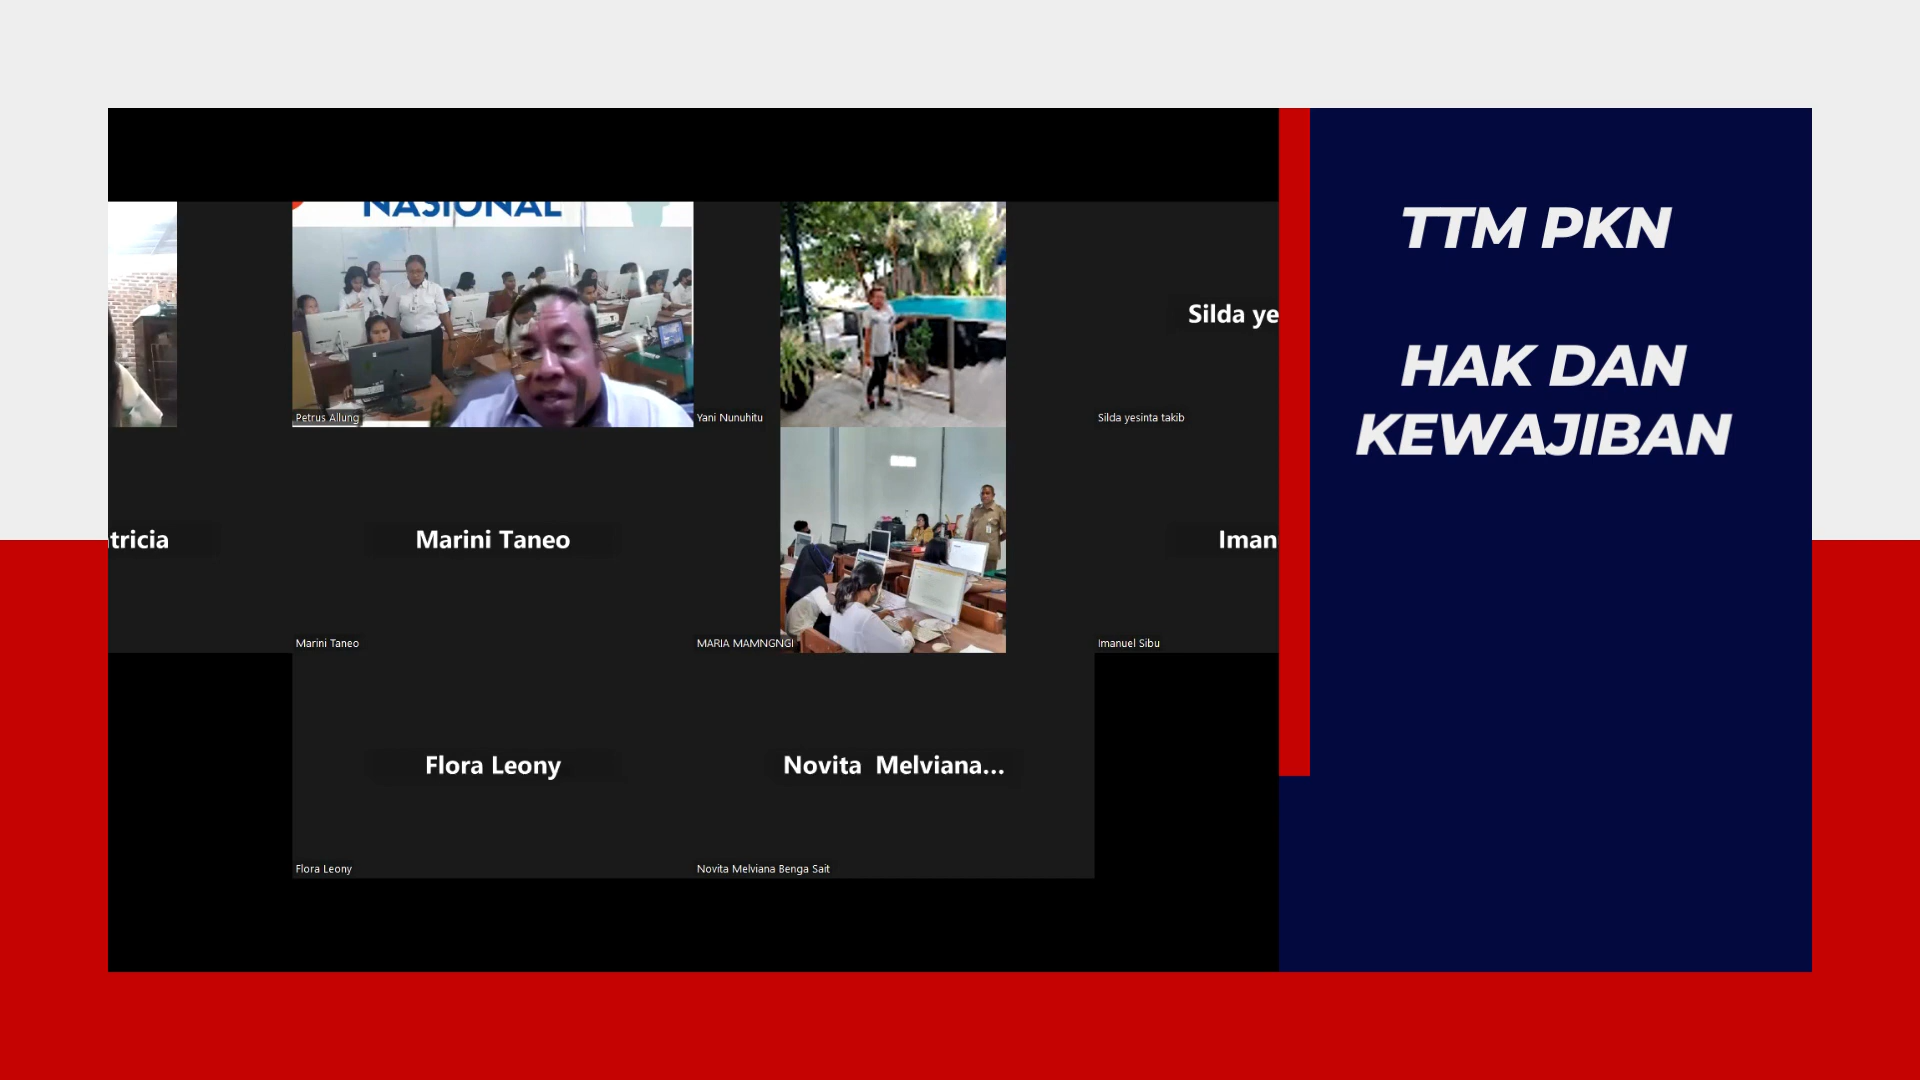 TTM PKN
HAK DAN
KEWAJIBAN
NASIONAL
Petrus Allung
Yani Nunuhitu
Silda ye
Silda yesinta takib
tricia
Marini Taneo
Marini Taneo
MARIA MAMNGNGI
Iman
Imanuel Sibu
Flora Leony
Flora Leony
Novita Melviana...
Novita Melviana Benga Sait